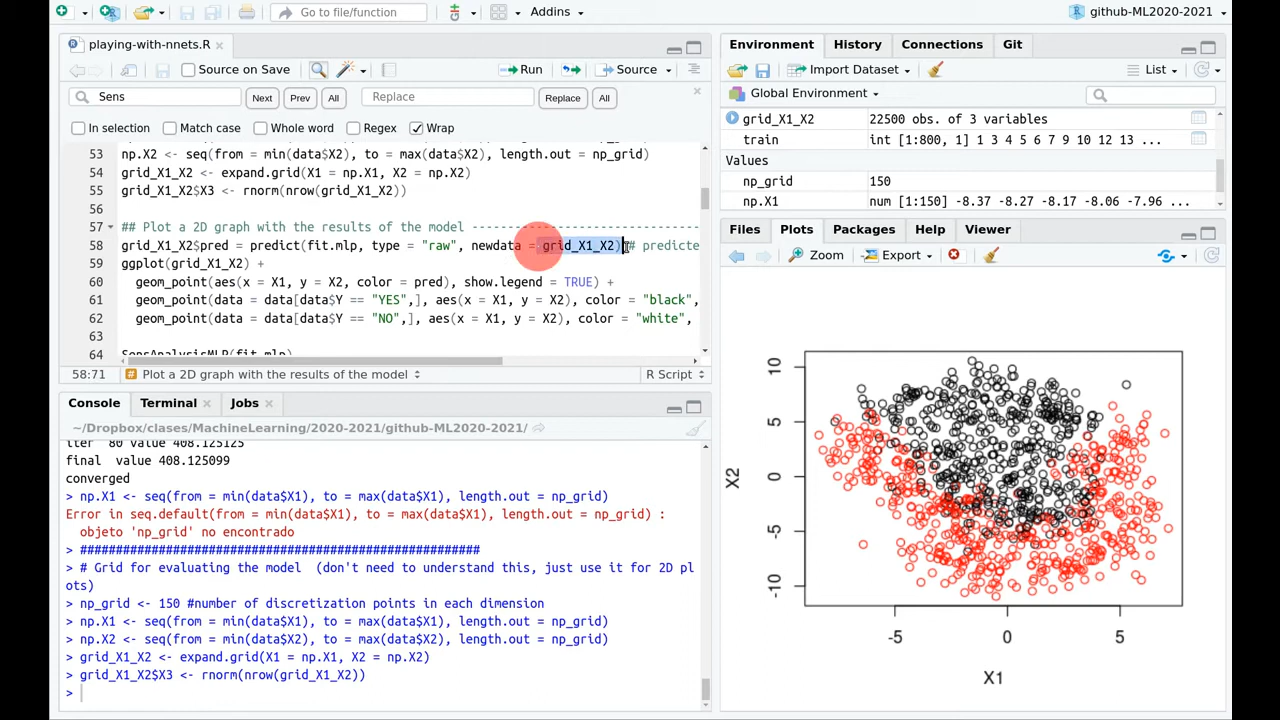 Go to file/function
Addins
github-ML2020-2021
playing-with-nnets.R
Source on Save
Run
Source
Sens
Next
Prev
All
Replace
Replace
All
In selection
Match case
Whole word
Regex
Wrap
53 np.X2 <- seq(from = min(data$X2), to = max(data$X2), length.out = np_grid)
54 grid_X1_X2 <- expand.grid(X1 = np.X1, X2 = np.X2)
55 grid_X1_X2$X3 <- rnorm(nrow(grid_X1_X2))
56
57 ## Plot a 2D graph with the results of the model --------------------------------
58 grid_X1_X2$pred = predict(fit.mlp, type = "raw", newdata = grid_X1_X2) # predicte
59 ggplot(grid_X1_X2) +
60 geom_point(aes(x = X1, y = X2, color = pred), show.legend = TRUE) +
61 geom_point(data = data[data$Y == "YES",], aes(x = X1, y = X2), color = "black",
62 geom_point(data = data[data$Y == "NO",], aes(x = X1, y = X2), color = "white",
63
64 SensAnalysisMLP(fit.mlp)
58:71
Plot a 2D graph with the results of the model
R Script
Console
Terminal
Jobs
~/Dropbox/clases/MachineLearning/2020-2021/github-ML2020-2021/
iter 80 value 408.125125
final value 408.125099
converged
> np.X1 <- seq(from = min(data$X1), to = max(data$X1), length.out = np_grid)
Error in seq.default(from = min(data$X1), to = max(data$X1), length.out = np_grid) :
objeto 'np_grid' no encontrado
> ########################################################
> # Grid for evaluating the model (don't need to understand this, just use it for 2D pl
ots)
> np_grid <- 150 #number of discretization points in each dimension
> np.X1 <- seq(from = min(data$X1), to = max(data$X1), length.out = np_grid)
> np.X2 <- seq(from = min(data$X2), to = max(data$X2), length.out = np_grid)
> grid_X1_X2 <- expand.grid(X1 = np.X1, X2 = np.X2)
> grid_X1_X2$X3 <- rnorm(nrow(grid_X1_X2))
>
Environment
History
Connections
Git
Import Dataset
List
Global Environment
grid_X1_X2 22500 obs. of 3 variables
train int [1:800, 1] 1 3 4 5 6 7 9 10 12 13 ...
Values
np_grid 150
np.X1 num [1:150] -8.37 -8.27 -8.17 -8.06 -7.96 ...
Files
Plots
Packages
Help
Viewer
Zoom
Export
10
5
0
-5
-10
X2
-5 0 5
X1